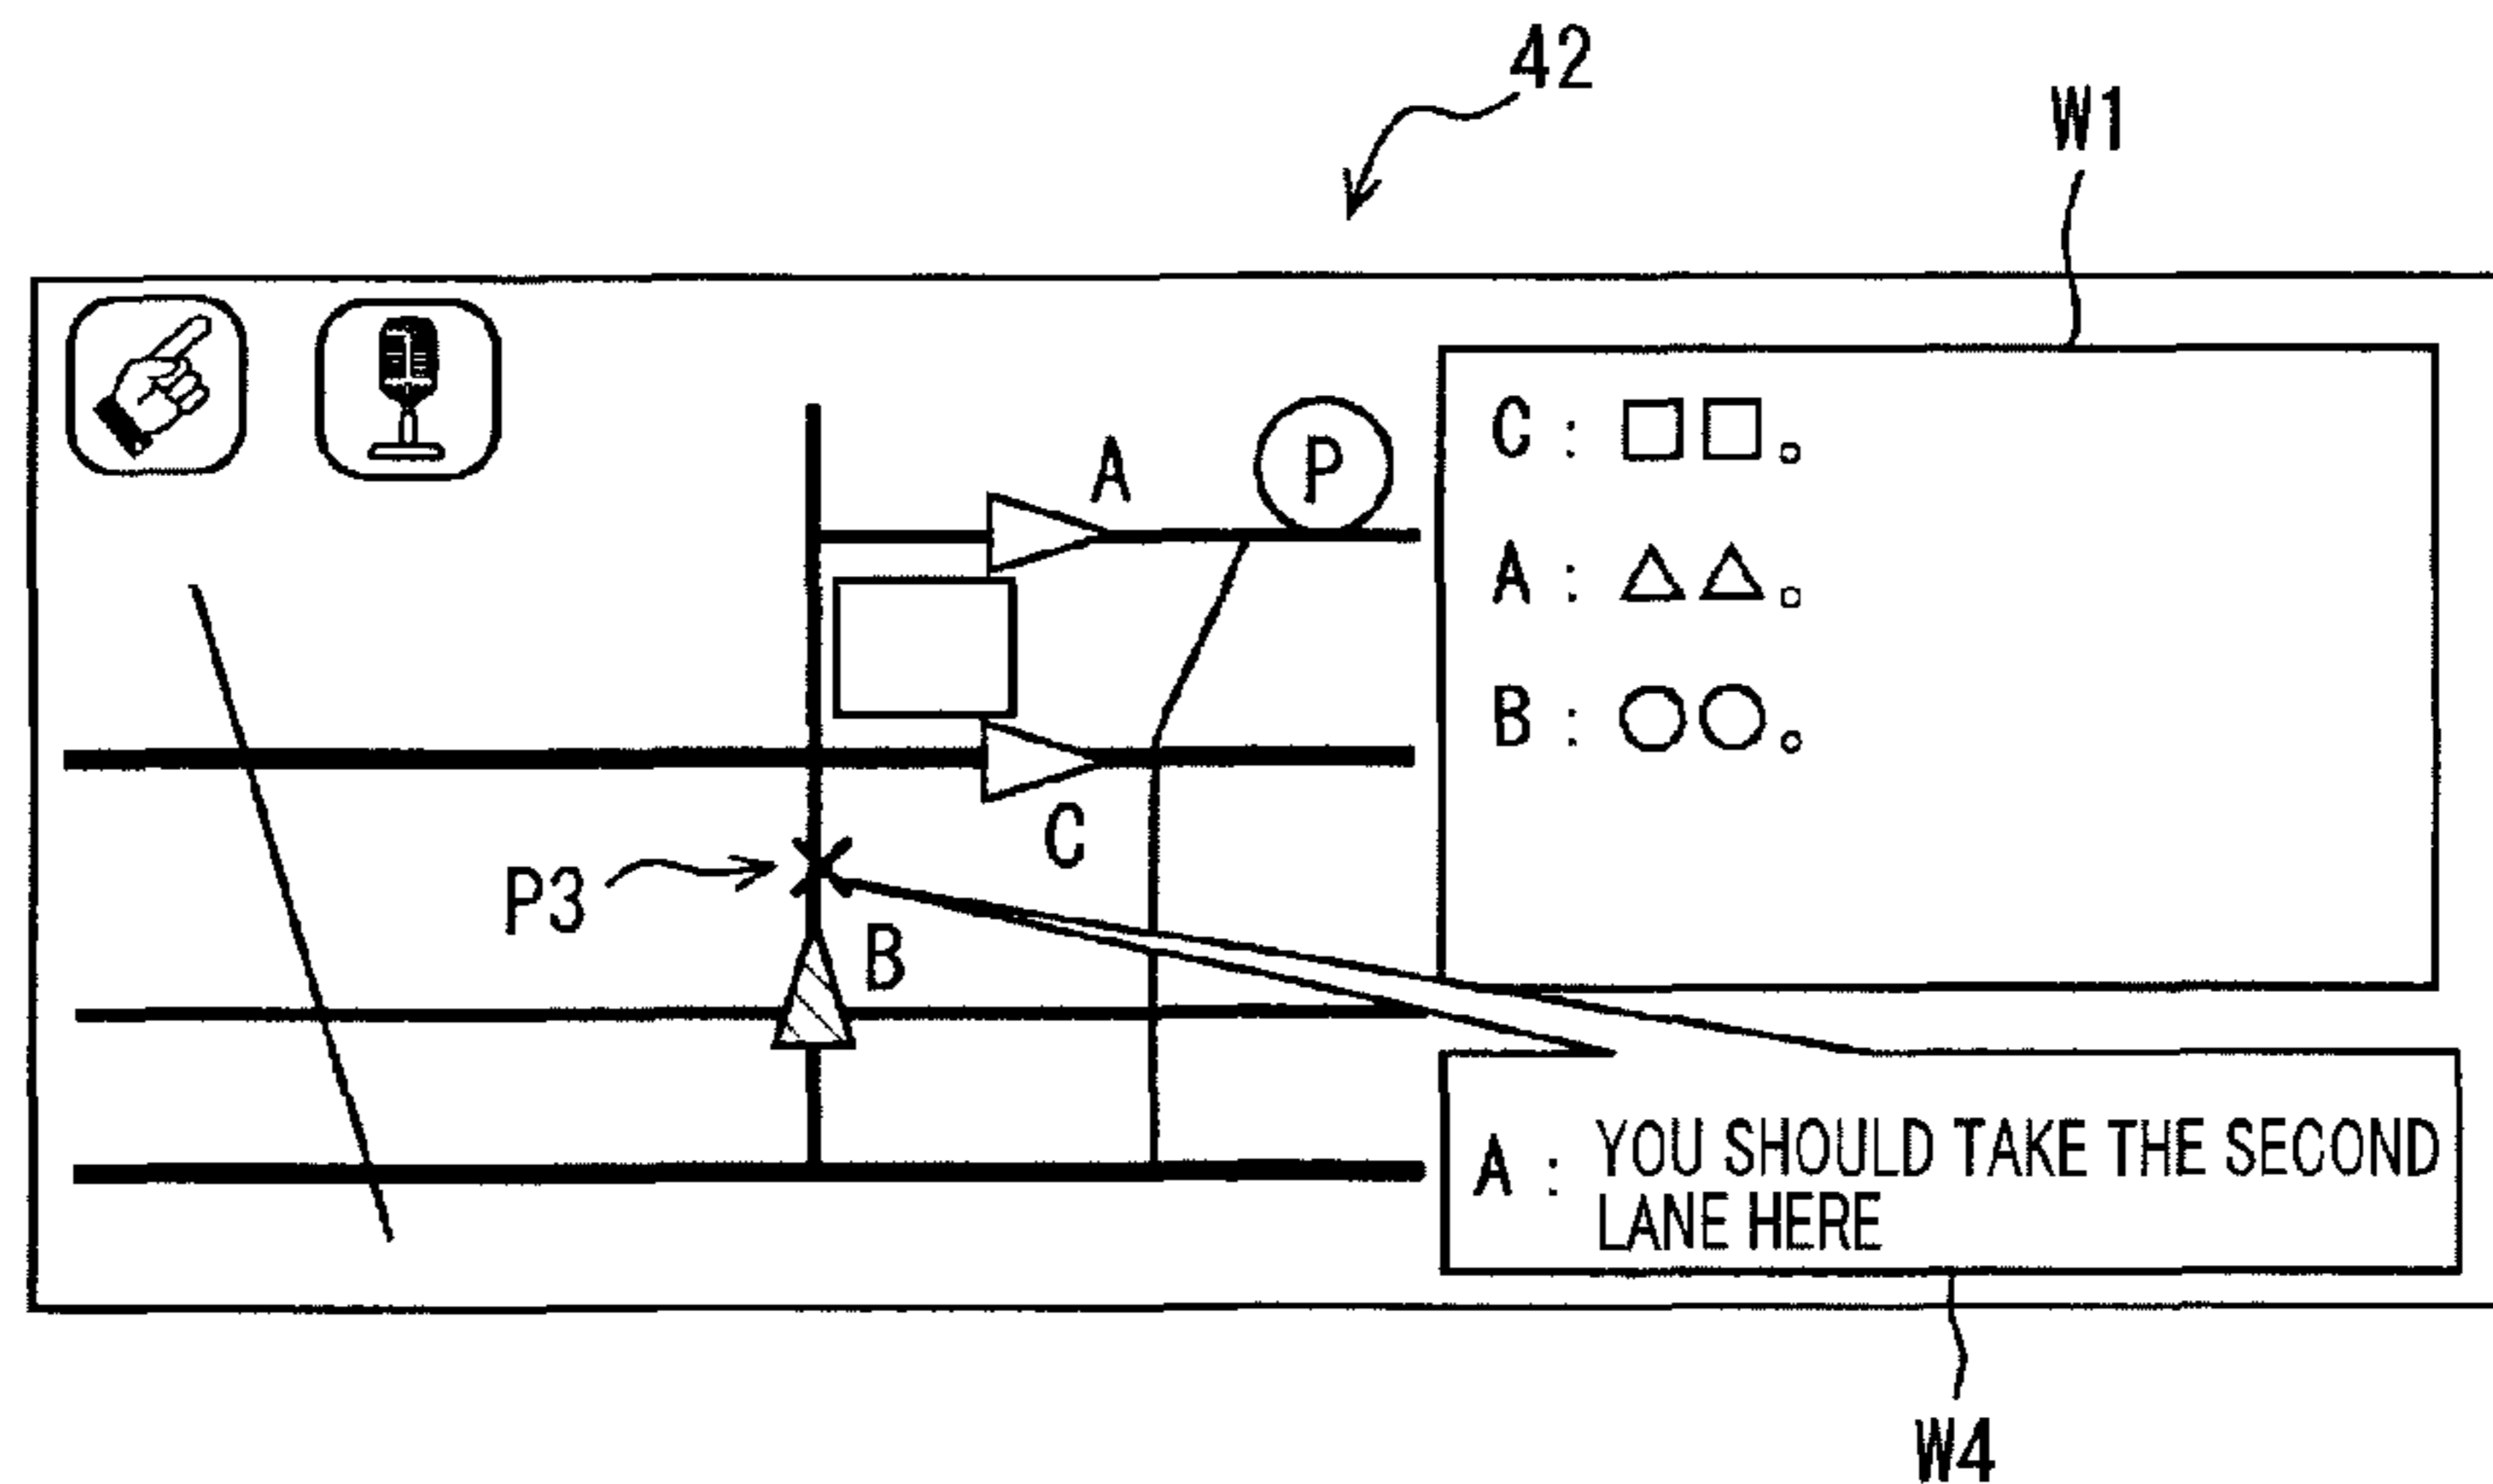 42
W1
A
P
C : □□。
A : △△。
B : ○○。
C
P3
B
A : YOU SHOULD TAKE THE SECOND
LANE HERE
W4